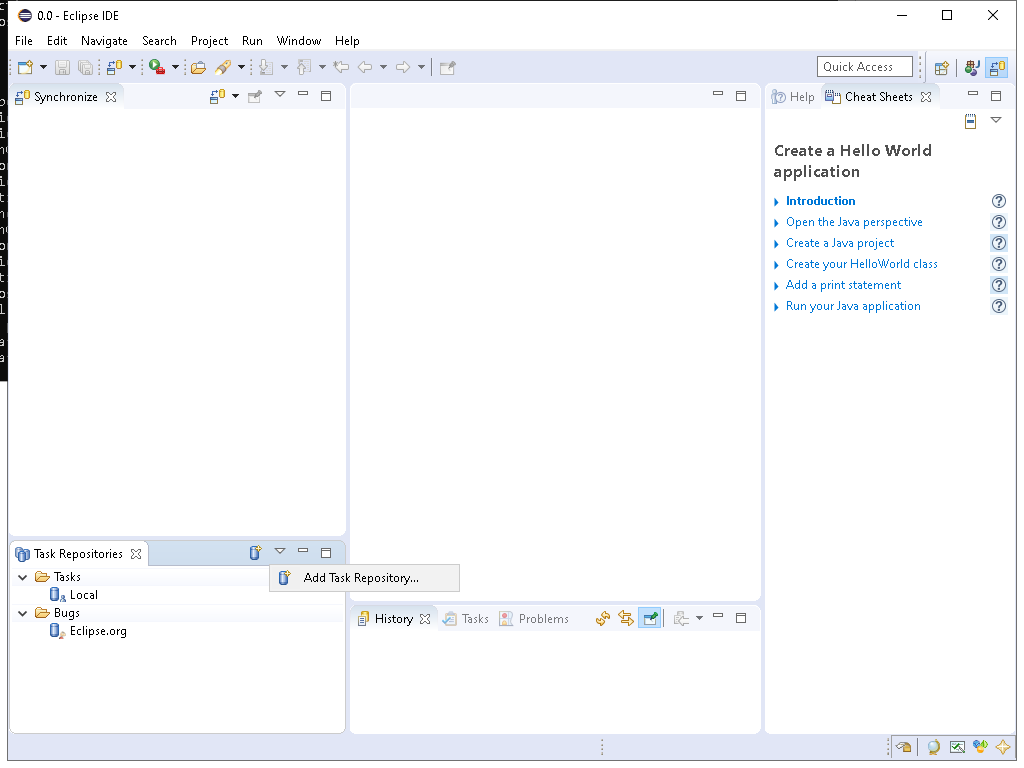 0.0 - Eclipse IDE
File Edit Navigate Search Project Run Window Help
Quick Access
Synchronize
Help Cheat Sheets
Create a Hello World
application
Introduction
Open the Java perspective
Create a Java project
Create your HelloWorld class
Add a print statement
Run your Java application
Task Repositories
Add Task Repository...
Tasks
Local
Bugs
Eclipse.org
History Tasks Problems